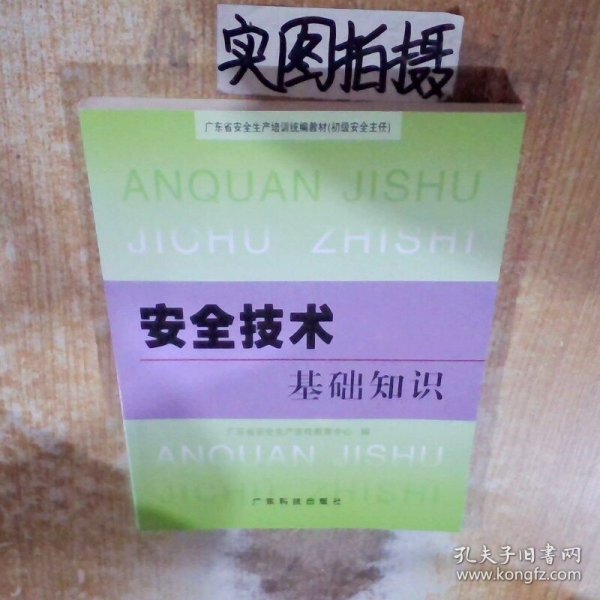 实图拍摄
广东省安全生产培训统编教材(初级安全主任)
ANQUAN JISHU
JICHU ZHISHI
安全技术
基础知识
广东省安全生产宣传教育中心 编
ANQUAN JISHU
JICHU ZHISHI
广东科技出版社
孔夫子旧书网
www.kongfz.com